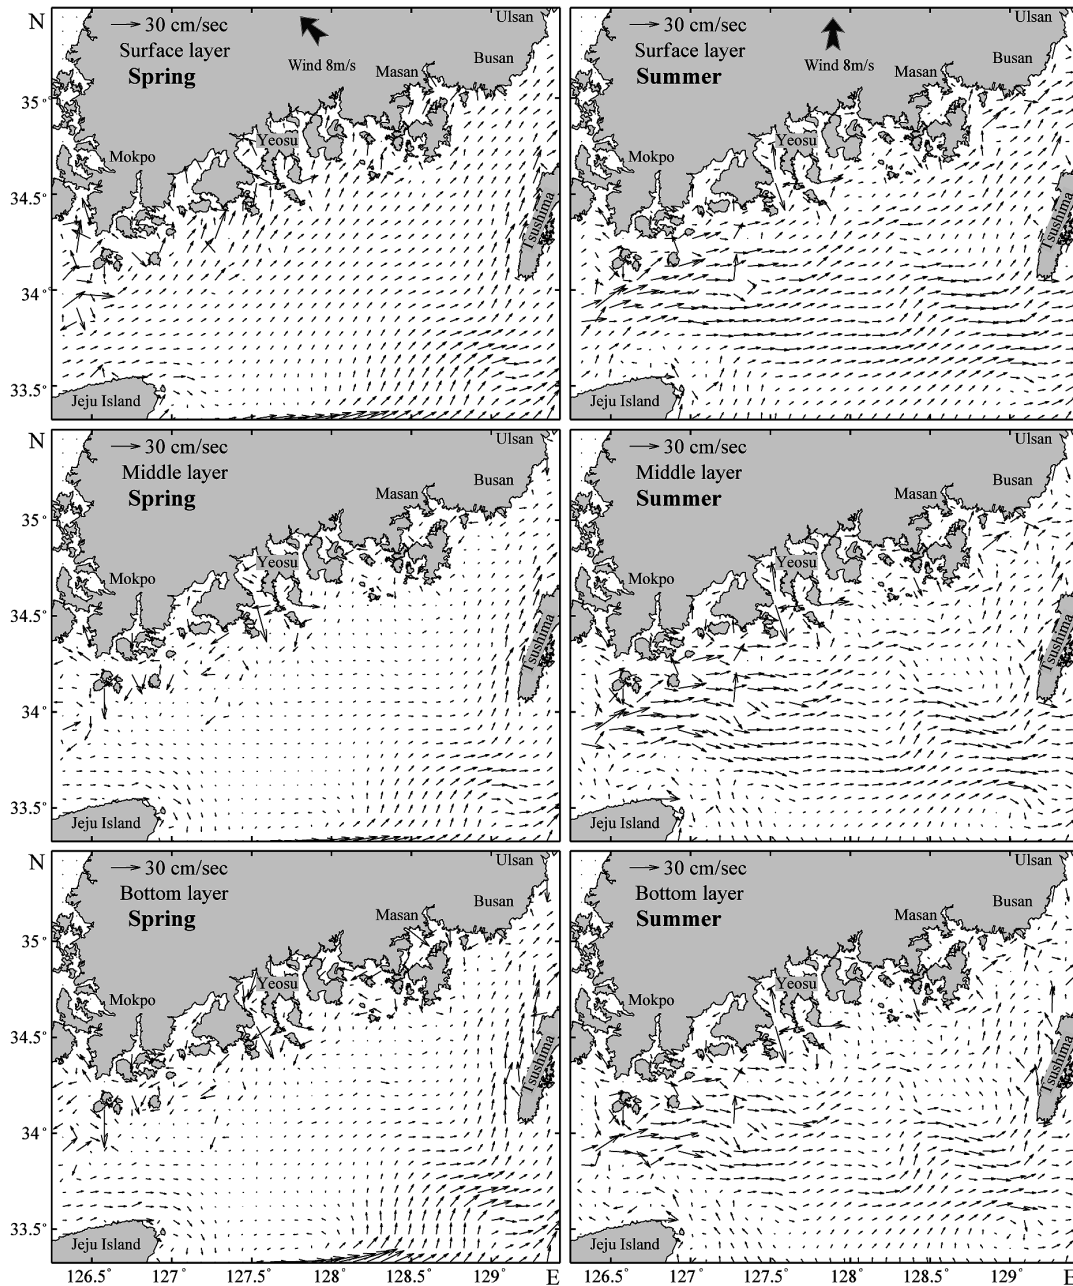 N
30 cm/sec
Surface layer
Spring
Wind 8m/s
Ulsan
Busan
Masan
Yeosu
Mokpo
Tsushima
Jeju Island
35°
34.5°
34°
33.5°
30 cm/sec
Surface layer
Summer
Wind 8m/s
Ulsan
Busan
Masan
Yeosu
Mokpo
Tsushima
Jeju Island
N
30 cm/sec
Middle layer
Spring
Ulsan
Busan
Masan
Yeosu
Mokpo
Tsushima
Jeju Island
35°
34.5°
34°
33.5°
30 cm/sec
Middle layer
Summer
Ulsan
Busan
Masan
Yeosu
Mokpo
Tsushima
Jeju Island
N
30 cm/sec
Bottom layer
Spring
Ulsan
Busan
Masan
Yeosu
Mokpo
Tsushima
Jeju Island
35°
34.5°
34°
33.5°
30 cm/sec
Bottom layer
Summer
Ulsan
Busan
Masan
Yeosu
Mokpo
Tsushima
Jeju Island
126.5° 127° 127.5° 128° 128.5° 129° E
126.5° 127° 127.5° 128° 128.5° 129° E